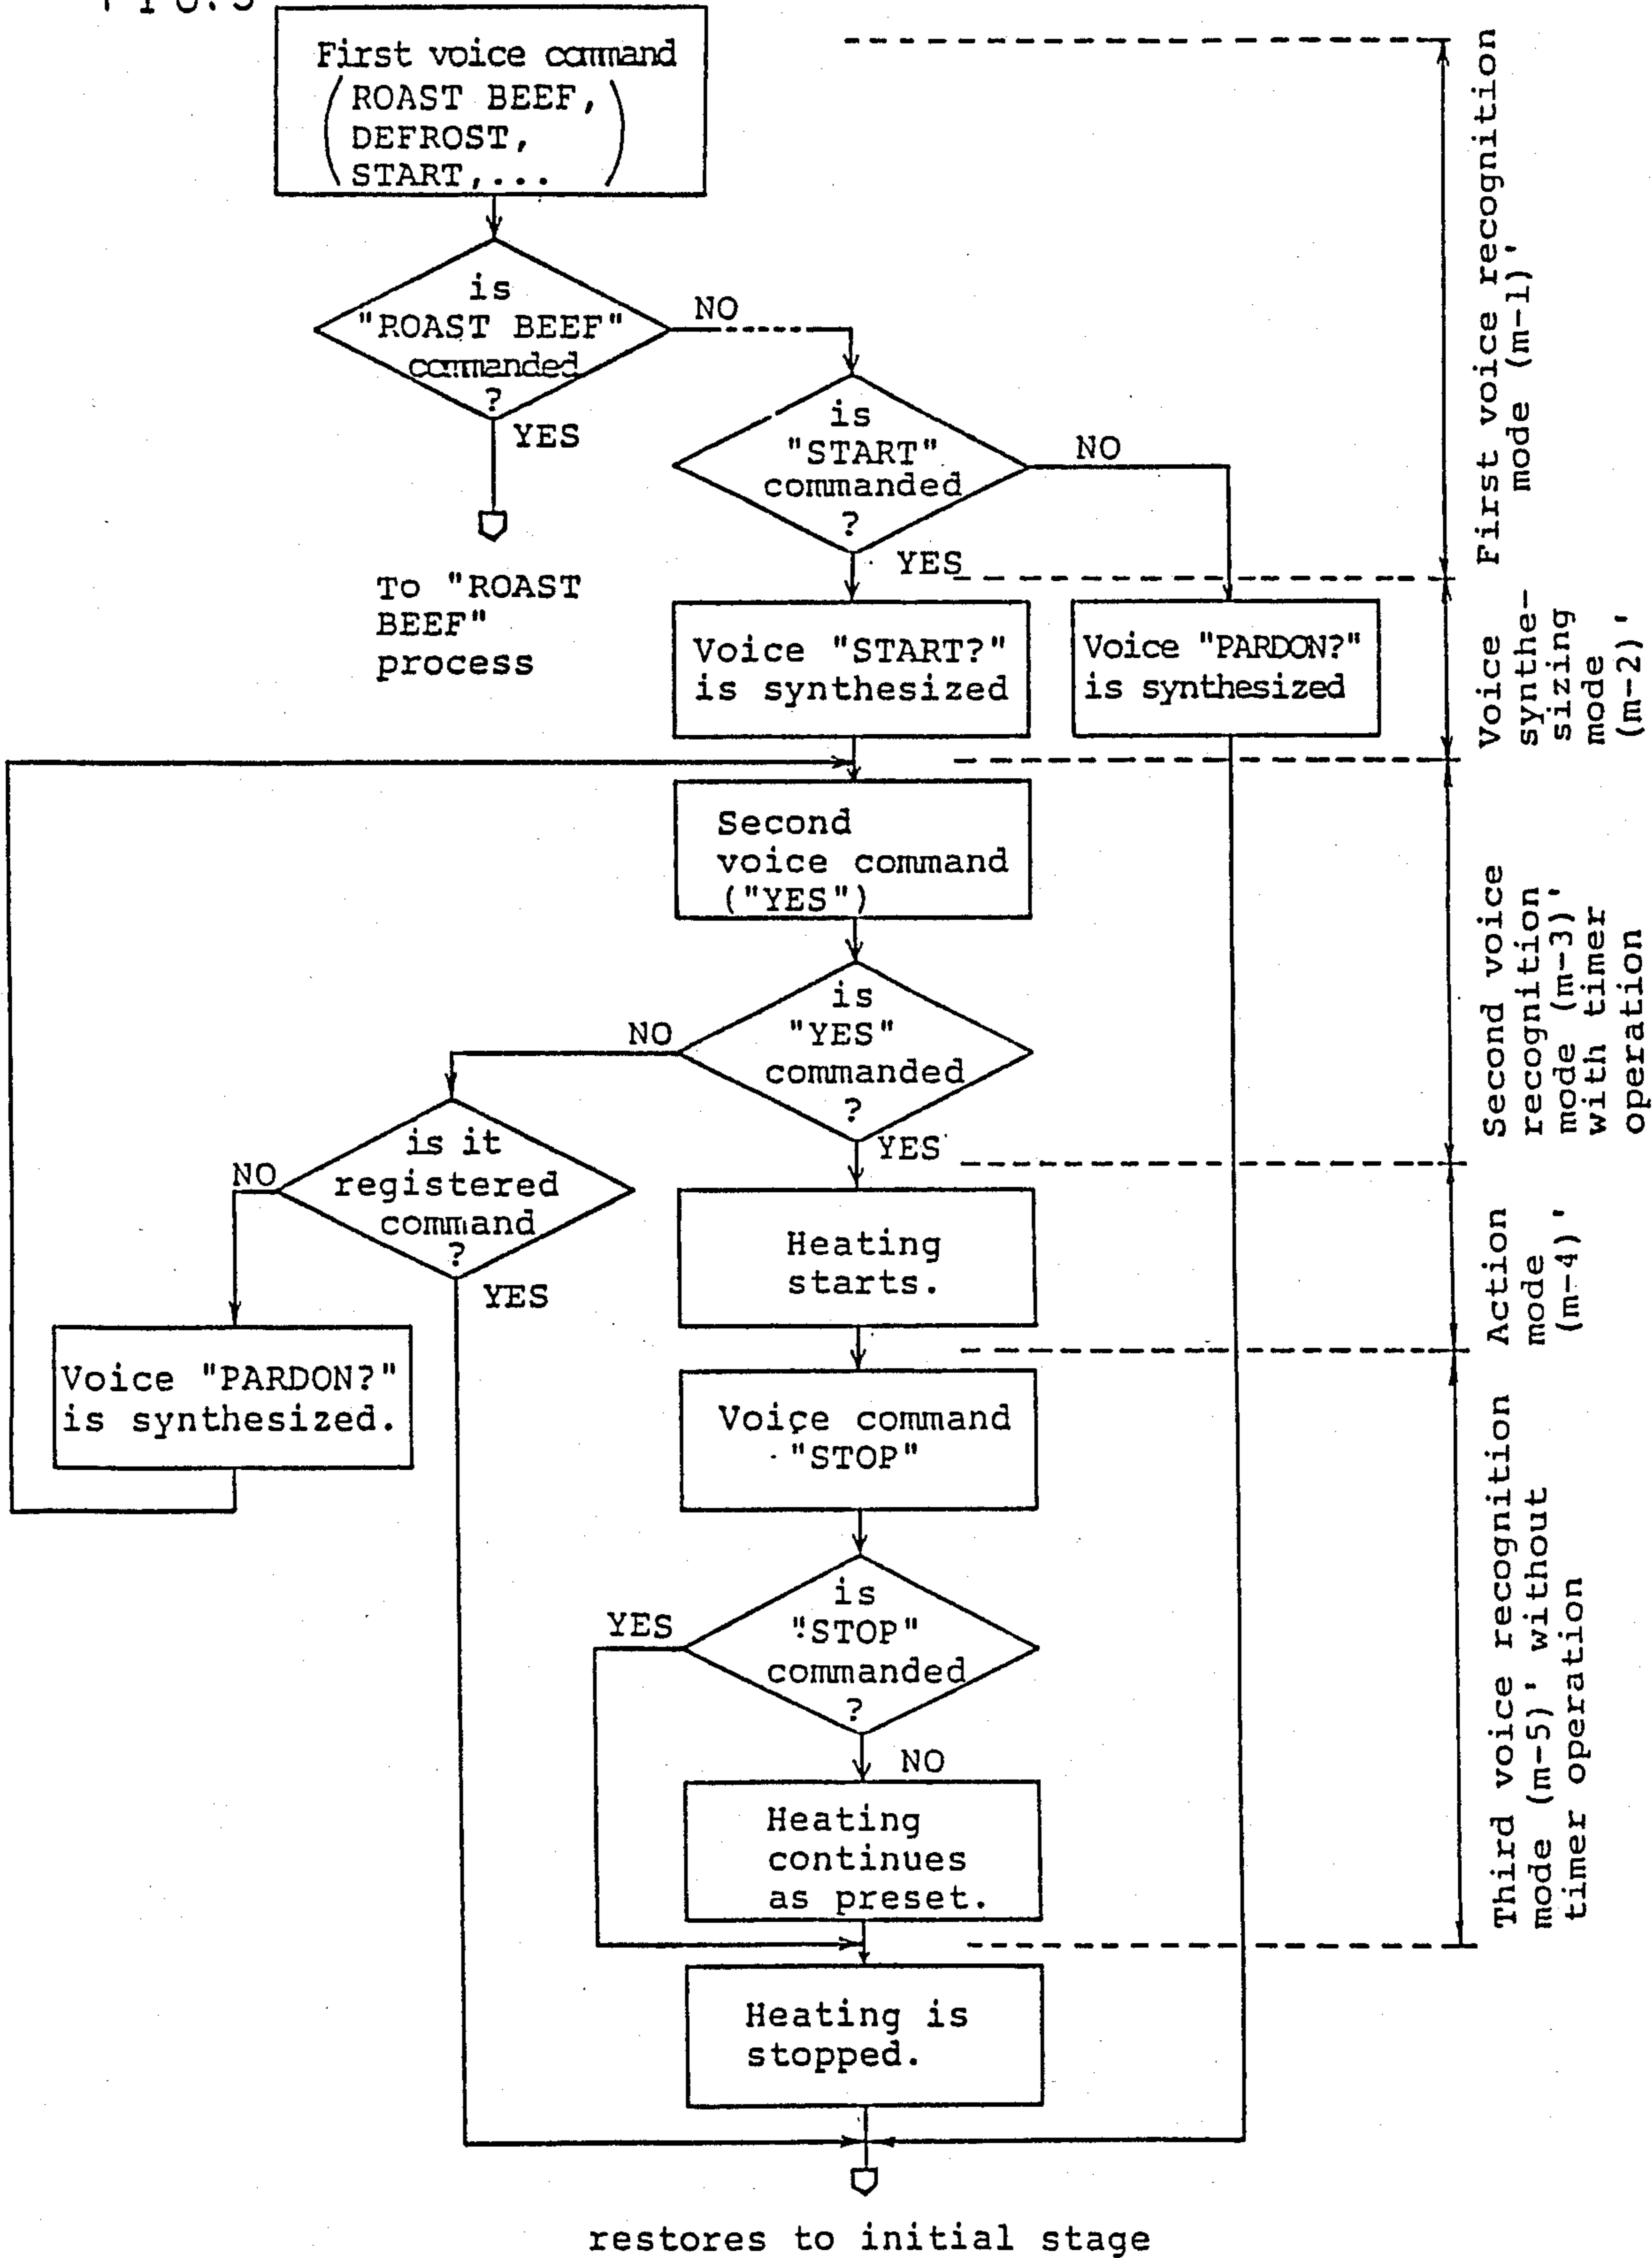 First voice command
ROAST BEEF,
DEFROST,
START,...
is
"ROAST BEEF"
commanded
?
NO
YES
To "ROAST
BEEF"
process
is
"START"
commanded
?
NO
YES
Voice "START?"
is synthesized
Voice "PARDON?"
is synthesized
Second
voice command
("YES")
is
"YES"
commanded
?
NO
YES
is it
registered
command
?
NO
YES
Voice "PARDON?"
is synthesized.
Heating
starts.
Voice command
"STOP"
is
"STOP"
commanded
?
YES
NO
Heating
continues
as preset.
Heating is
stopped.
restores to initial stage
First voice recognition
mode (m-1)'
Voice
synthe-
sizing
mode
(m-2)'
Second voice
recognition
mode (m-3)'
with timer
operation
Action
mode
(m-4)'
Third voice recognition
mode (m-5)' without
timer operation